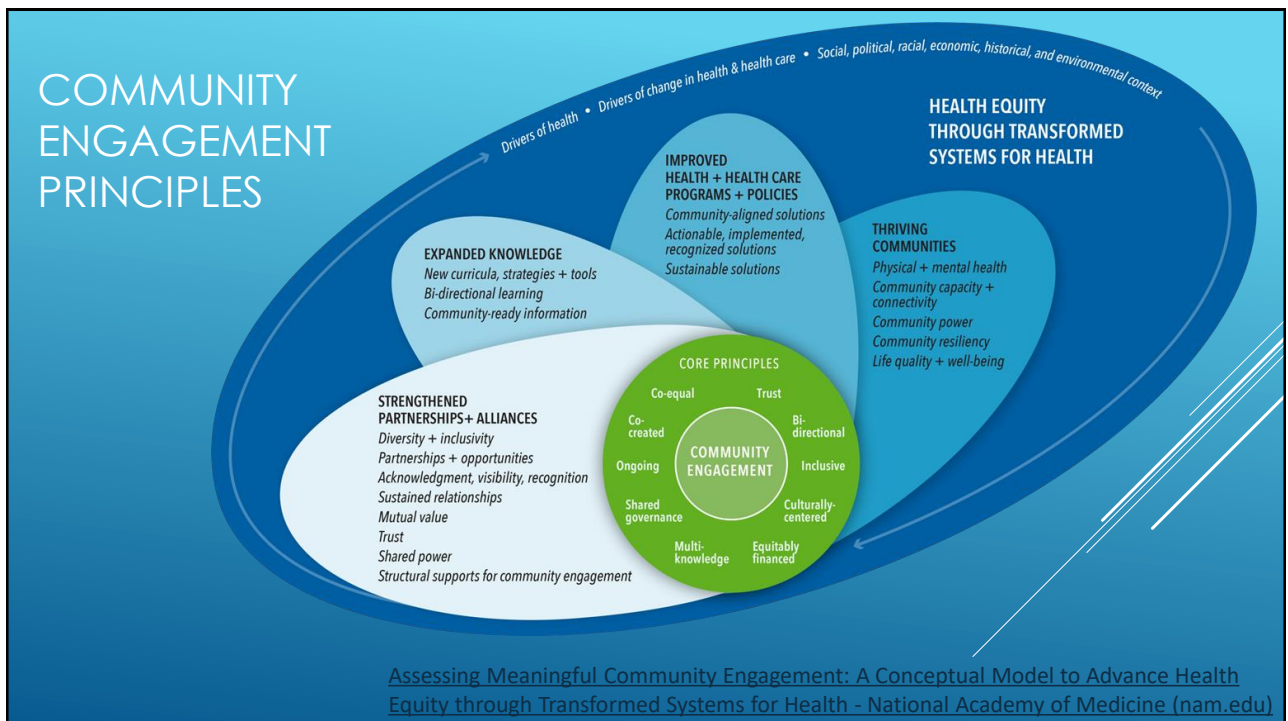 COMMUNITY
ENGAGEMENT
PRINCIPLES
Drivers of health • Drivers of change in health & health care • Social, political, racial, economic, historical, and environmental context
HEALTH EQUITY
THROUGH TRANSFORMED
SYSTEMS FOR HEALTH
IMPROVED
HEALTH + HEALTH CARE
PROGRAMS + POLICIES
Community-aligned solutions
Actionable, implemented,
recognized solutions
Sustainable solutions
THRIVING
COMMUNITIES
Physical + mental health
Community capacity +
connectivity
Community power
Community resiliency
Life quality + well-being
EXPANDED KNOWLEDGE
New curricula, strategies + tools
Bi-directional learning
Community-ready information
STRENGTHENED
PARTNERSHIPS+ ALLIANCES
Diversity + inclusivity
Partnerships + opportunities
Acknowledgment, visibility, recognition
Sustained relationships
Mutual value
Trust
Shared power
Structural supports for community engagement
CORE PRINCIPLES
Co-equal
Trust
Co-
created
Bi-
directional
Ongoing
Inclusive
Shared
governance
Culturally-
centered
Multi-
knowledge
Equitably
financed
COMMUNITY
ENGAGEMENT
Assessing Meaningful Community Engagement: A Conceptual Model to Advance Health
Equity through Transformed Systems for Health - National Academy of Medicine (nam.edu)